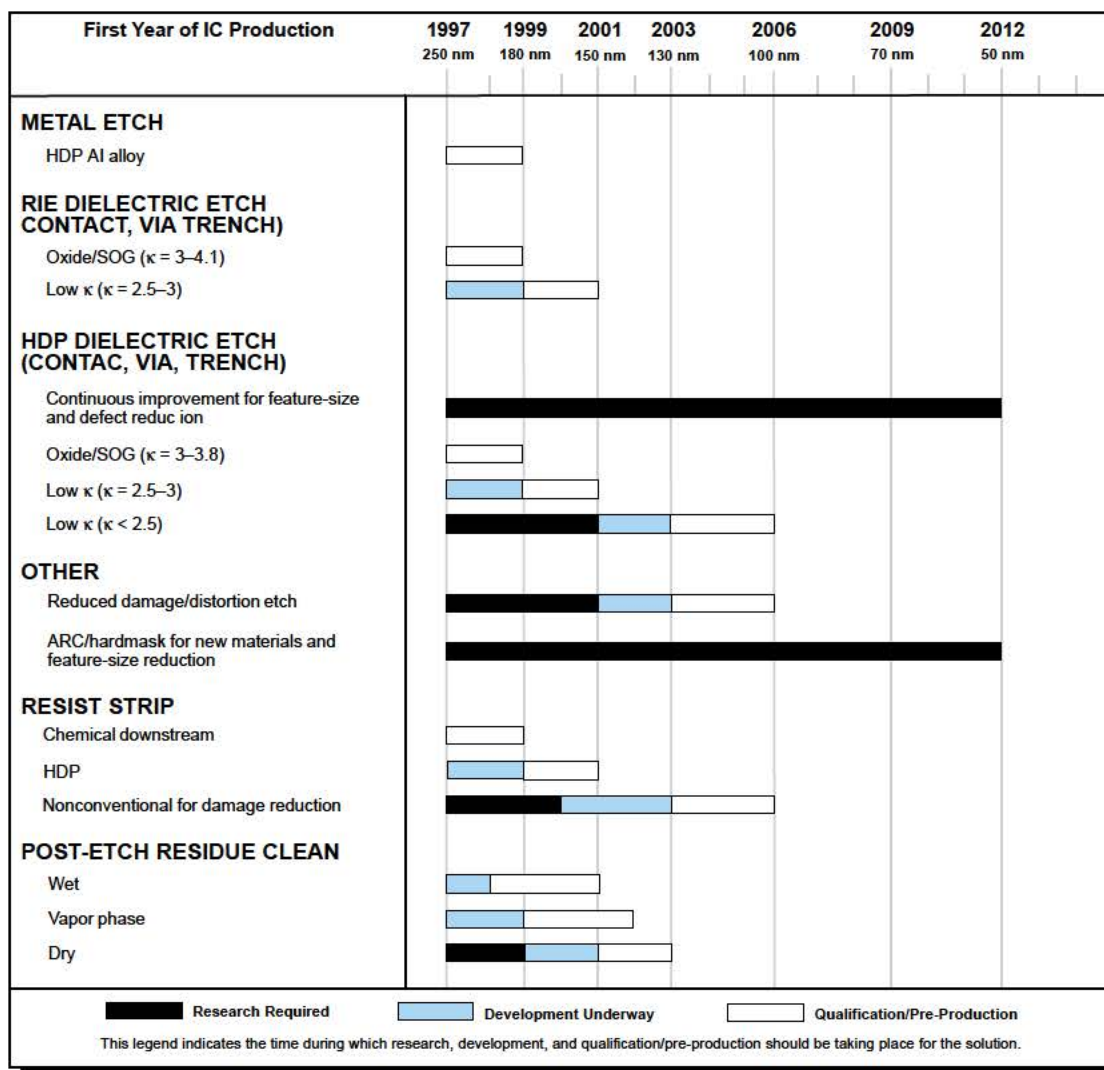 First Year of IC Production 1997 1999 2001 2003 2006 2009 2012
250 nm 180 nm 150 nm 130 nm 100 nm 70 nm 50 nm
METAL ETCH
HDP Al alloy
RIE DIELECTRIC ETCH
CONTACT, VIA TRENCH)
Oxide/SOG (κ = 3–4.1)
Low κ (κ = 2.5–3)
HDP DIELECTRIC ETCH
(CONTAC, VIA, TRENCH)
Continuous improvement for feature-size
and defect reduc ion
Oxide/SOG (κ = 3–3.8)
Low κ (κ = 2.5–3)
Low κ (κ < 2.5)
OTHER
Reduced damage/distortion etch
ARC/hardmask for new materials and
feature-size reduction
RESIST STRIP
Chemical downstream
HDP
Nonconventional for damage reduction
POST-ETCH RESIDUE CLEAN
Wet
Vapor phase
Dry
Research Required Development Underway Qualification/Pre-Production
This legend indicates the time during which research, development, and qualification/pre-production should be taking place for the solution.